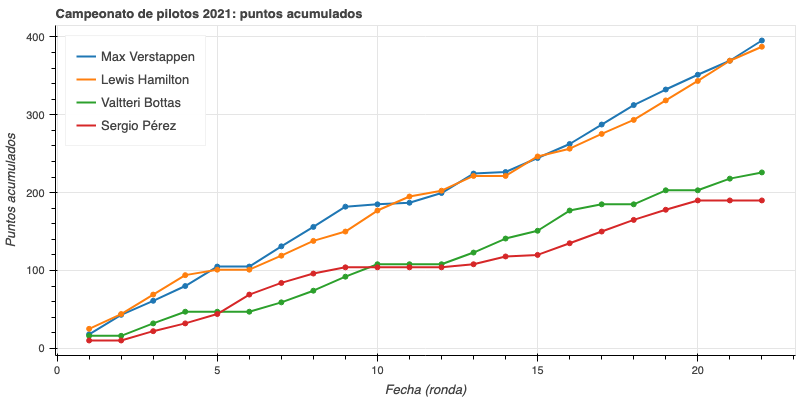 Campeonato de pilotos 2021: puntos acumulados
Max Verstappen
Lewis Hamilton
Valtteri Bottas
Sergio Pérez
Puntos acumulados
400
300
200
100
0
0 5 10 15 20
Fecha (ronda)